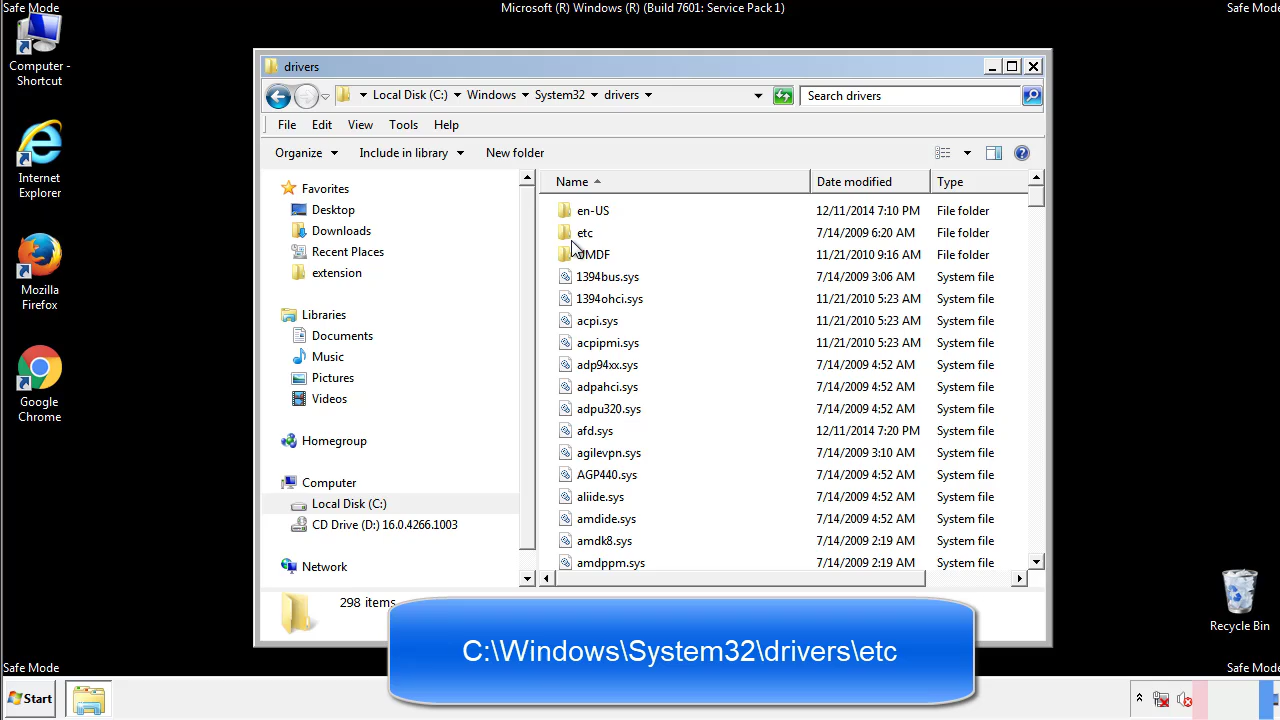 Safe Mode
Microsoft (R) Windows (R) (Build 7601: Service Pack 1)
Safe Mode
Computer -
Shortcut
Internet
Explorer
Mozilla
Firefox
Google
Chrome
drivers
Local Disk (C:) Windows System32 drivers
Search drivers
File Edit View Tools Help
Organize Include in library New folder
Favorites
Desktop
Downloads
Recent Places
extension
Libraries
Documents
Music
Pictures
Videos
Homegroup
Computer
Local Disk (C:)
CD Drive (D:) 16.0.4266.1003
Network
Name Date modified Type
en-US 12/11/2014 7:10 PM File folder
etc 7/14/2009 6:20 AM File folder
UMDF 11/21/2010 9:16 AM File folder
1394bus.sys 7/14/2009 3:06 AM System file
1394ohci.sys 11/21/2010 5:23 AM System file
acpi.sys 11/21/2010 5:23 AM System file
acpipmi.sys 11/21/2010 5:23 AM System file
adp94xx.sys 7/14/2009 4:52 AM System file
adpahci.sys 7/14/2009 4:52 AM System file
adpu320.sys 7/14/2009 4:52 AM System file
afd.sys 12/11/2014 7:20 PM System file
agilevpn.sys 7/14/2009 3:10 AM System file
AGP440.sys 7/14/2009 4:52 AM System file
aliide.sys 7/14/2009 4:52 AM System file
amdide.sys 7/14/2009 4:52 AM System file
amdk8.sys 7/14/2009 2:19 AM System file
amdppm.sys 7/14/2009 2:19 AM System file
298 items
C:\Windows\System32\drivers\etc
Recycle Bin
Safe Mode
Safe Mode
Start